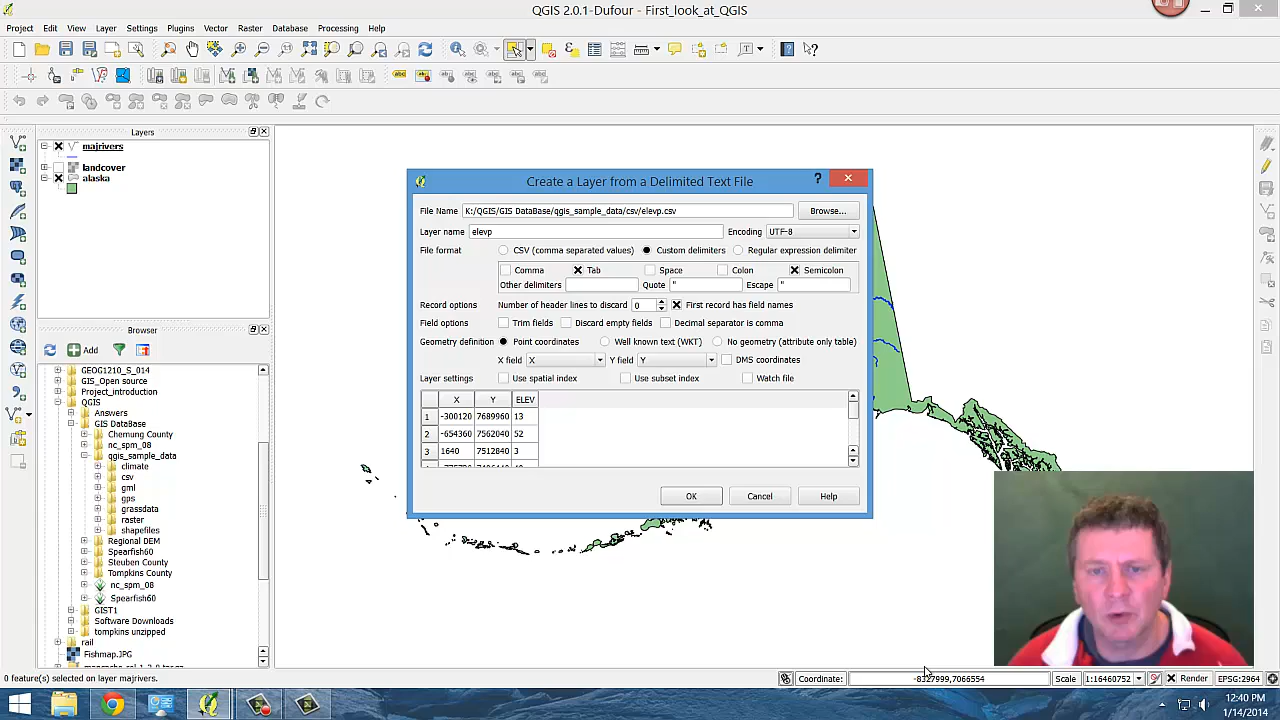 QGIS 2.0.1-Dufour - First_look_at_QGIS
Project Edit View Layer Settings Plugins Vector Raster Database Processing Help
Layers
majrivers
landcover
alaska
Browser
Add
GEOG1210_S_014
GIS_Open source
Project_introduction
QGIS
Answers
GIS DataBase
Chemung County
nc_spm_08
qgis_sample_data
climate
csv
gml
gps
grassdata
raster
shapefiles
Regional DEM
Spearfish60
Steuben County
Tompkins County
nc_spm_08
Spearfish60
GIST1
Software Downloads
tompkins unzipped
rail
Fishmap.JPG
Create a Layer from a Delimited Text File
File Name K:/QGIS/GIS DataBase/qgis_sample_data/csv/elevp.csv Browse...
Layer name elevp Encoding UTF-8
File format CSV (comma separated values) Custom delimiters Regular expression delimiter
Comma Tab Space Colon Semicolon
Other delimiters Quote " Escape "
Record options Number of header lines to discard 0 First record has field names
Field options Trim fields Discard empty fields Decimal separator is comma
Geometry definition Point coordinates Well known text (WKT) No geometry (attribute only table)
X field X Y field Y DMS coordinates
Layer settings Use spatial index Use subset index Watch file
X Y ELEV
1 -300120 7689960 13
2 -654360 7562040 52
3 1640 7512840 3
OK Cancel Help
0 feature(s) selected on layer majrivers.
Coordinate: Scale 1:16460752 Render EPSG:2964
12:40 PM
1/14/2014